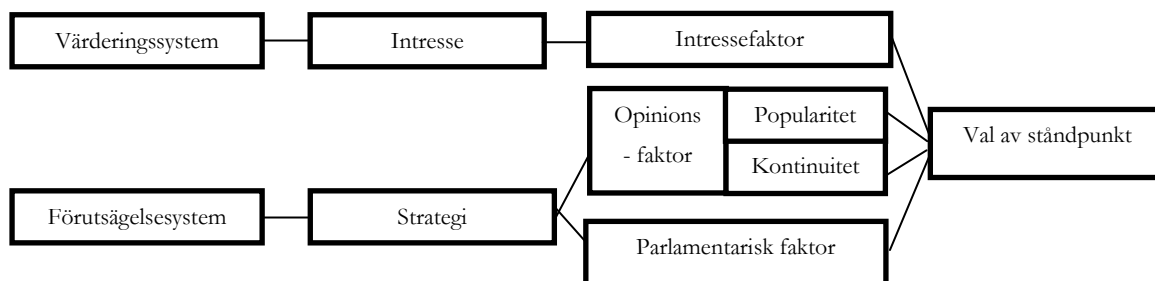 Värderingssystem
Intresse
Intressefaktor
Opinions
- faktor
Popularitet
Kontinuitet
Val av ståndpunkt
Förutsägelsesystem
Strategi
Parlamentarisk faktor